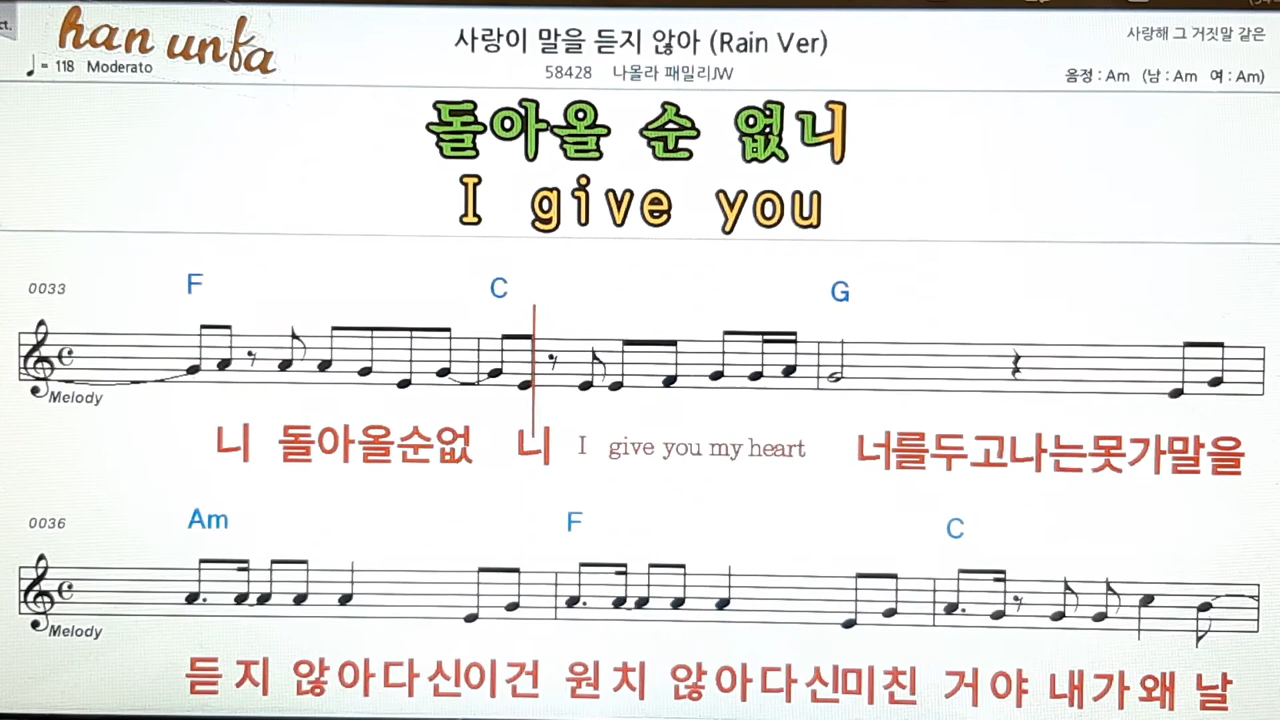 ct.
han unfa
사랑이 말을 듣지 않아 (Rain Ver)
사랑해 그 거짓말 같은
♩ = 118 Moderato
58428 나몰라 패밀리JW
음정 : Am (남 : Am 여 : Am)
돌아올 순 없니
I give you
0033
F C G
Melody
니 돌아올순없 니 I give you my heart 너를두고나는못가말을
0036
Am F C
Melody
듣지 않아다신이건 원치 않아다신미친 거야 내가왜 날